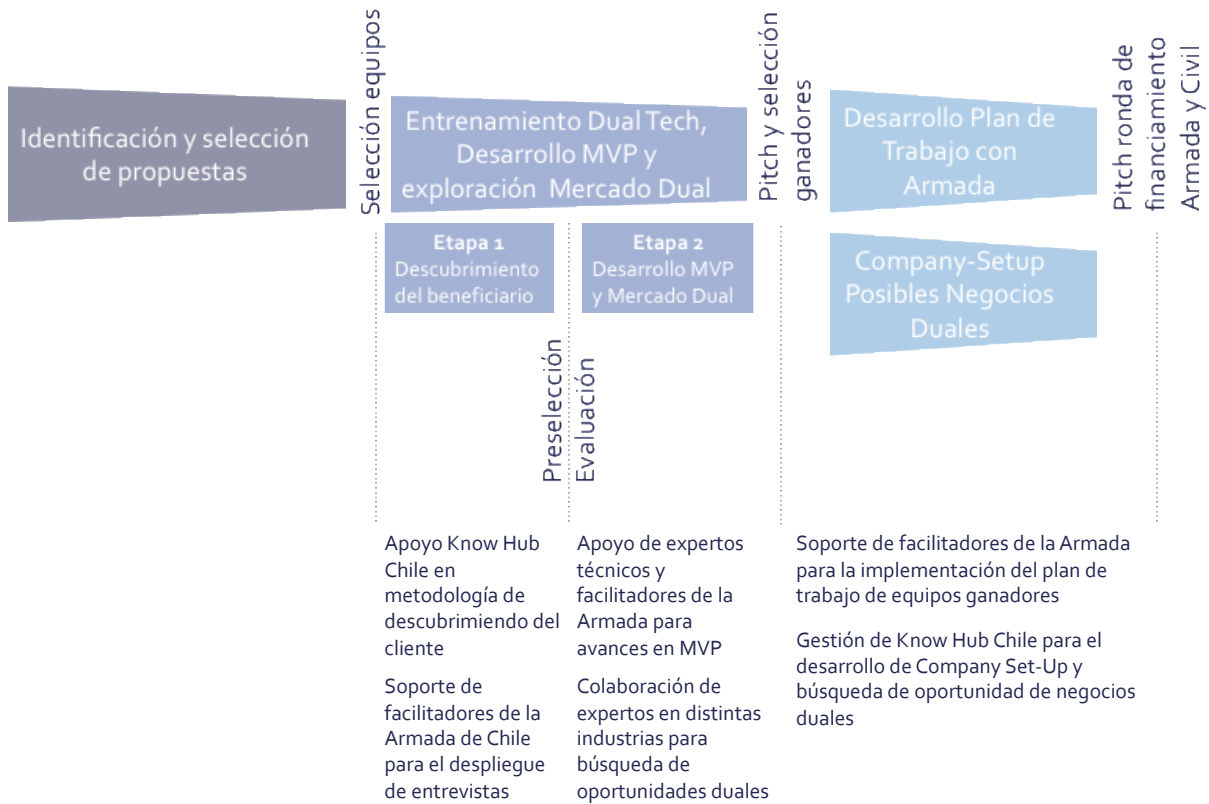 Identificación y selección
de propuestas
Selección equipos
Entrenamiento Dual Tech,
Desarrollo MVP y
exploración Mercado Dual
Pitch y selección
ganadores
Desarrollo Plan de
Trabajo con
Armada
Pitch ronda de
financiamiento
Armada y Civil
Etapa 1
Descubrimiento
del beneficiario
Etapa 2
Desarrollo MVP
y Mercado Dual
Company-Setup
Posibles Negocios
Duales
Preselección
Evaluación
Apoyo Know Hub
Chile en
metodología de
descubrimiendo del
cliente
Soporte de
facilitadores de la
Armada de Chile
para el despliegue
de entrevistas
Apoyo de expertos
técnicos y
facilitadores de la
Armada para
avances en MVP
Colaboración de
expertos en distintas
industrias para
búsqueda de
oportunidades duales
Soporte de facilitadores de la Armada
para la implementación del plan de
trabajo de equipos ganadores
Gestión de Know Hub Chile para el
desarrollo de Company Set-Up y
búsqueda de oportunidad de negocios
duales